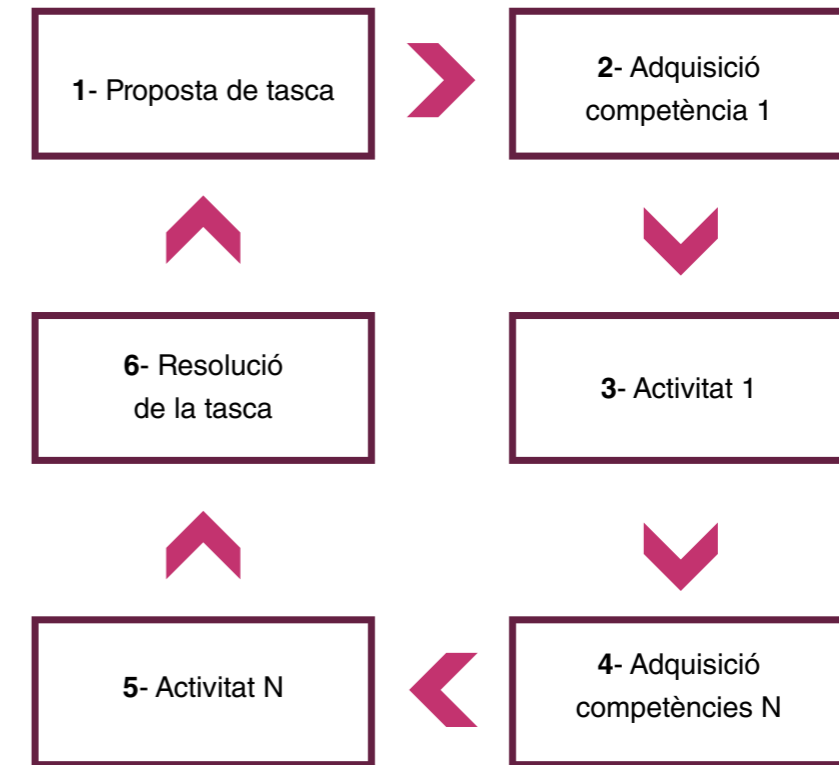 1- Proposta de tasca
2- Adquisició
competència 1
3- Activitat 1
4- Adquisició
competències N
5- Activitat N
6- Resolució
de la tasca